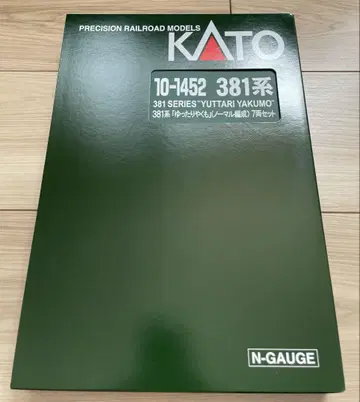 PRECISION RAILROAD MODELS
KATO
10-1452 381系
381 SERIES "YUTTARI YAKUMO"
381系「ゆったりやくも」(ノーマル編成) 7両セット
N-GAUGE